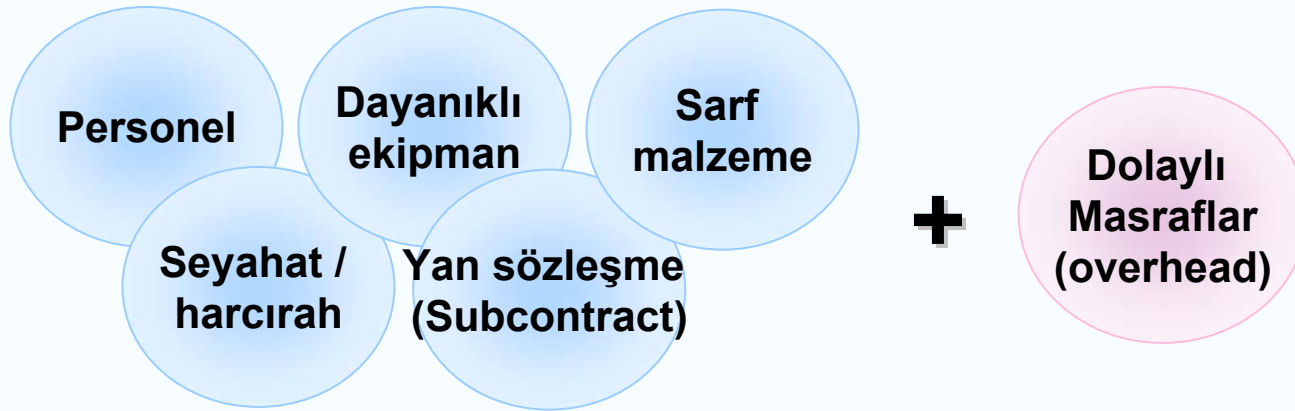 Personel
Dayanıklı
ekipman
Sarf
malzeme
Seyahat /
harcırah
Yan sözleşme
(Subcontract)
+
Dolaylı
Masraflar
(overhead)